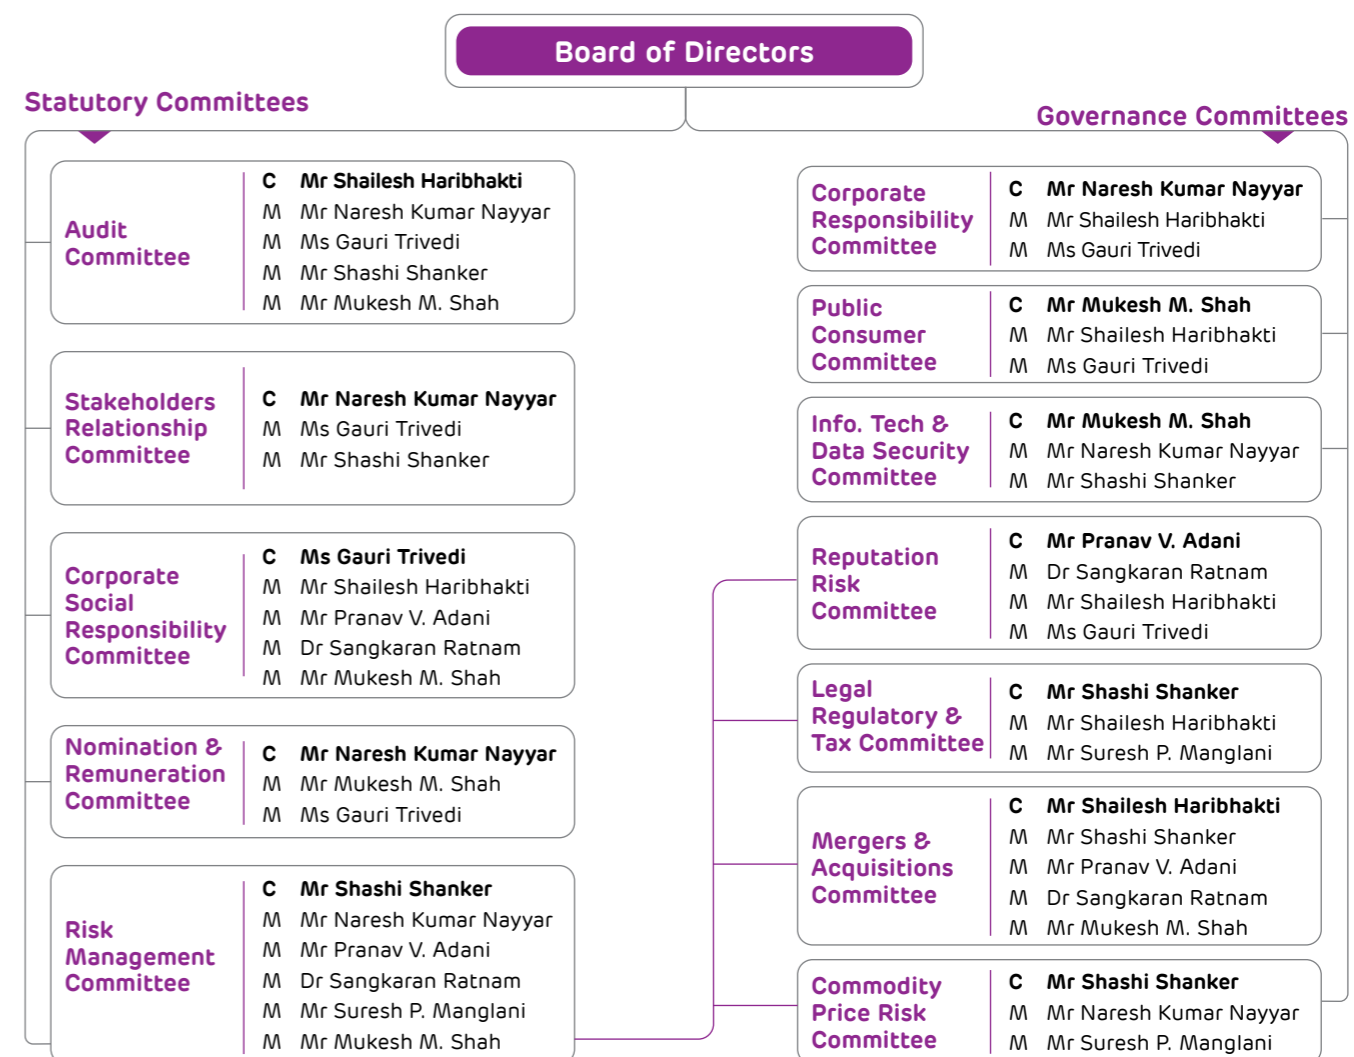 Board of Directors
Statutory Committees
Audit
Committee
C Mr Shailesh Haribhakti
M Mr Naresh Kumar Nayyar
M Ms Gauri Trivedi
M Mr Shashi Shanker
M Mr Mukesh M. Shah
Stakeholders
Relationship
Committee
C Mr Naresh Kumar Nayyar
M Ms Gauri Trivedi
M Mr Shashi Shanker
Corporate
Social
Responsibility
Committee
C Ms Gauri Trivedi
M Mr Shailesh Haribhakti
M Mr Pranav V. Adani
M Dr Sangkaran Ratnam
M Mr Mukesh M. Shah
Nomination &
Remuneration
Committee
C Mr Naresh Kumar Nayyar
M Mr Mukesh M. Shah
M Ms Gauri Trivedi
Risk
Management
Committee
C Mr Shashi Shanker
M Mr Naresh Kumar Nayyar
M Mr Pranav V. Adani
M Dr Sangkaran Ratnam
M Mr Suresh P. Manglani
M Mr Mukesh M. Shah
Governance Committees
Corporate
Responsibility
Committee
C Mr Naresh Kumar Nayyar
M Mr Shailesh Haribhakti
M Ms Gauri Trivedi
Public
Consumer
Committee
C Mr Mukesh M. Shah
M Mr Shailesh Haribhakti
M Ms Gauri Trivedi
Info. Tech &
Data Security
Committee
C Mr Mukesh M. Shah
M Mr Naresh Kumar Nayyar
M Mr Shashi Shanker
Reputation
Risk
Committee
C Mr Pranav V. Adani
M Dr Sangkaran Ratnam
M Mr Shailesh Haribhakti
M Ms Gauri Trivedi
Legal
Regulatory &
Tax Committee
C Mr Shashi Shanker
M Mr Shailesh Haribhakti
M Mr Suresh P. Manglani
Mergers &
Acquisitions
Committee
C Mr Shailesh Haribhakti
M Mr Shashi Shanker
M Mr Pranav V. Adani
M Dr Sangkaran Ratnam
M Mr Mukesh M. Shah
Commodity
Price Risk
Committee
C Mr Shashi Shanker
M Mr Naresh Kumar Nayyar
M Mr Suresh P. Manglani